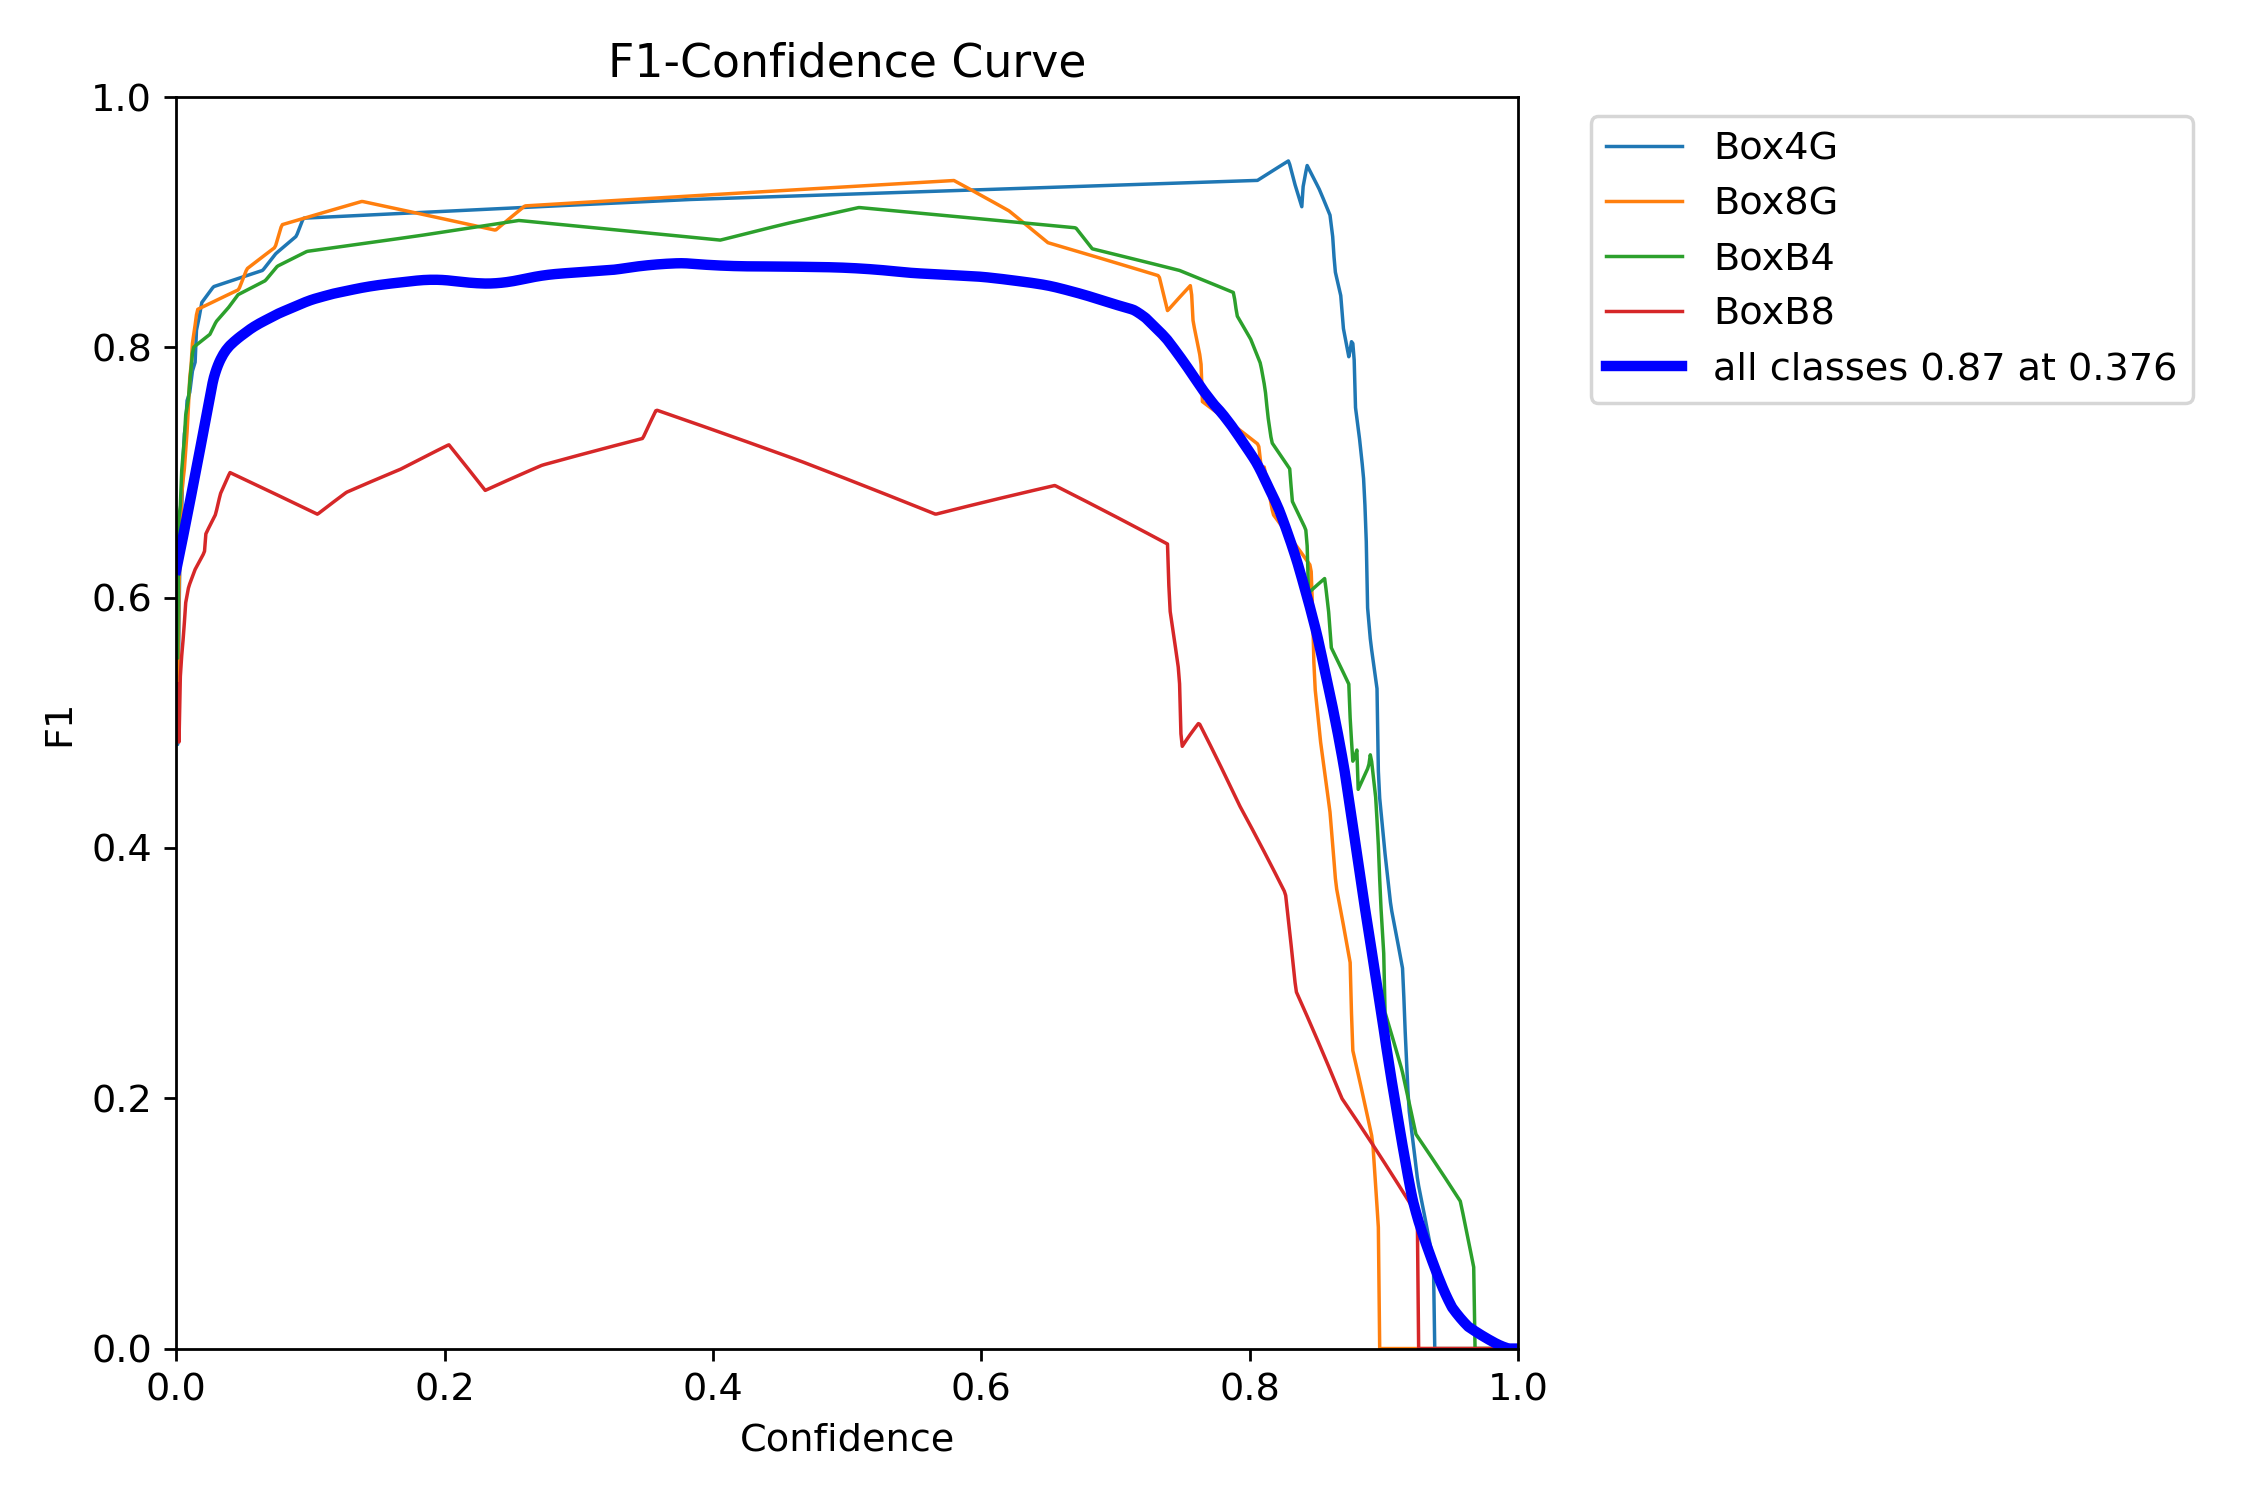 F1-Confidence Curve
1.0
0.8
0.6
0.4
0.2
0.0
F1
0.0 0.2 0.4 0.6 0.8 1.0
Confidence
Box4G
Box8G
BoxB4
BoxB8
all classes 0.87 at 0.376